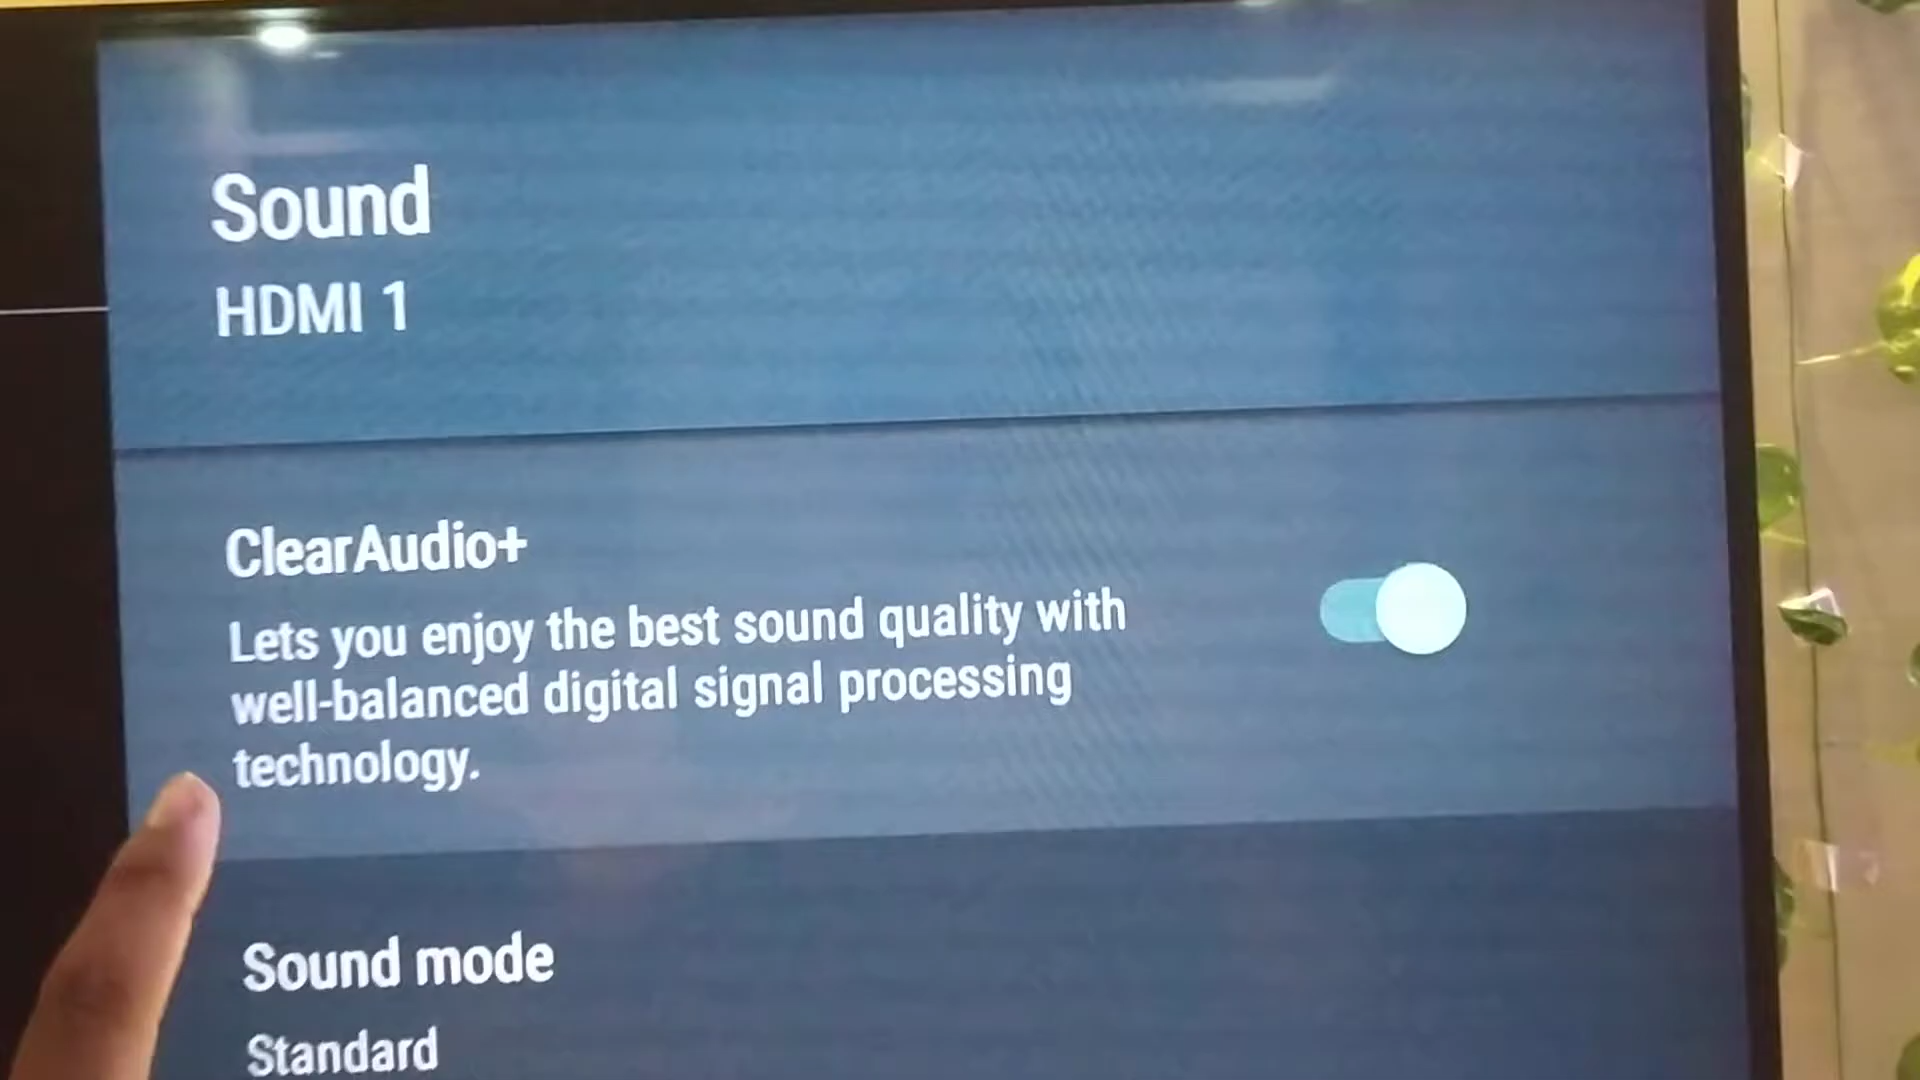 Sound
HDMI 1
ClearAudio+
Lets you enjoy the best sound quality with
well-balanced digital signal processing
technology.
Sound mode
Standard